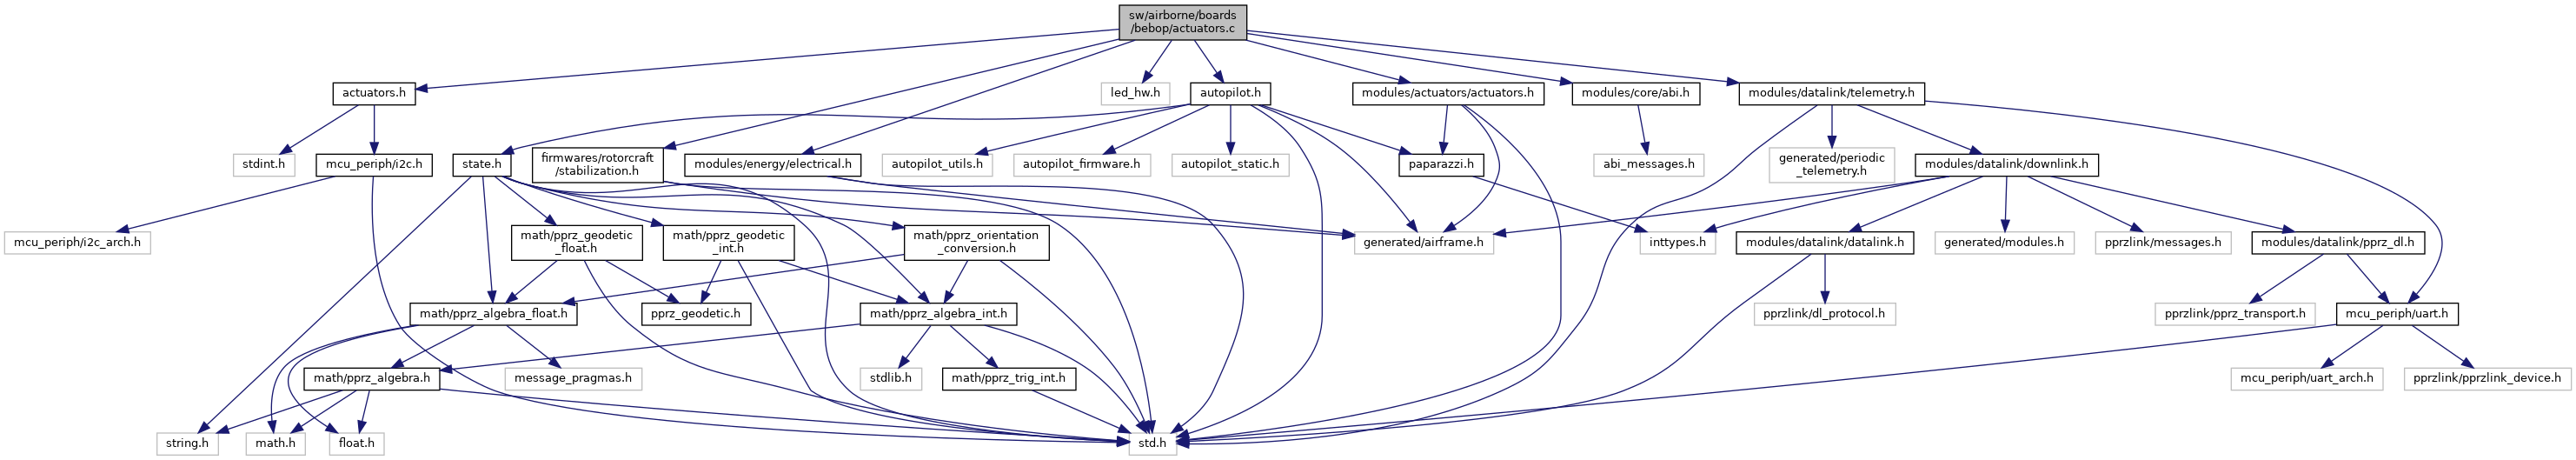 sw/airborne/boards
/bebop/actuators.c
actuators.h
led_hw.h
autopilot.h
modules/actuators/actuators.h
modules/core/abi.h
modules/datalink/telemetry.h
stdint.h
mcu_periph/i2c.h
state.h
firmwares/rotorcraft
/stabilization.h
modules/energy/electrical.h
autopilot_utils.h
autopilot_firmware.h
autopilot_static.h
paparazzi.h
abi_messages.h
generated/periodic
_telemetry.h
modules/datalink/downlink.h
mcu_periph/i2c_arch.h
math/pprz_geodetic
_float.h
math/pprz_geodetic
_int.h
math/pprz_orientation
_conversion.h
generated/airframe.h
inttypes.h
modules/datalink/datalink.h
generated/modules.h
pprzlink/messages.h
modules/datalink/pprz_dl.h
math/pprz_algebra_float.h
pprz_geodetic.h
math/pprz_algebra_int.h
pprzlink/dl_protocol.h
pprzlink/pprz_transport.h
mcu_periph/uart.h
math/pprz_algebra.h
message_pragmas.h
stdlib.h
math/pprz_trig_int.h
mcu_periph/uart_arch.h
pprzlink/pprzlink_device.h
string.h
math.h
float.h
std.h